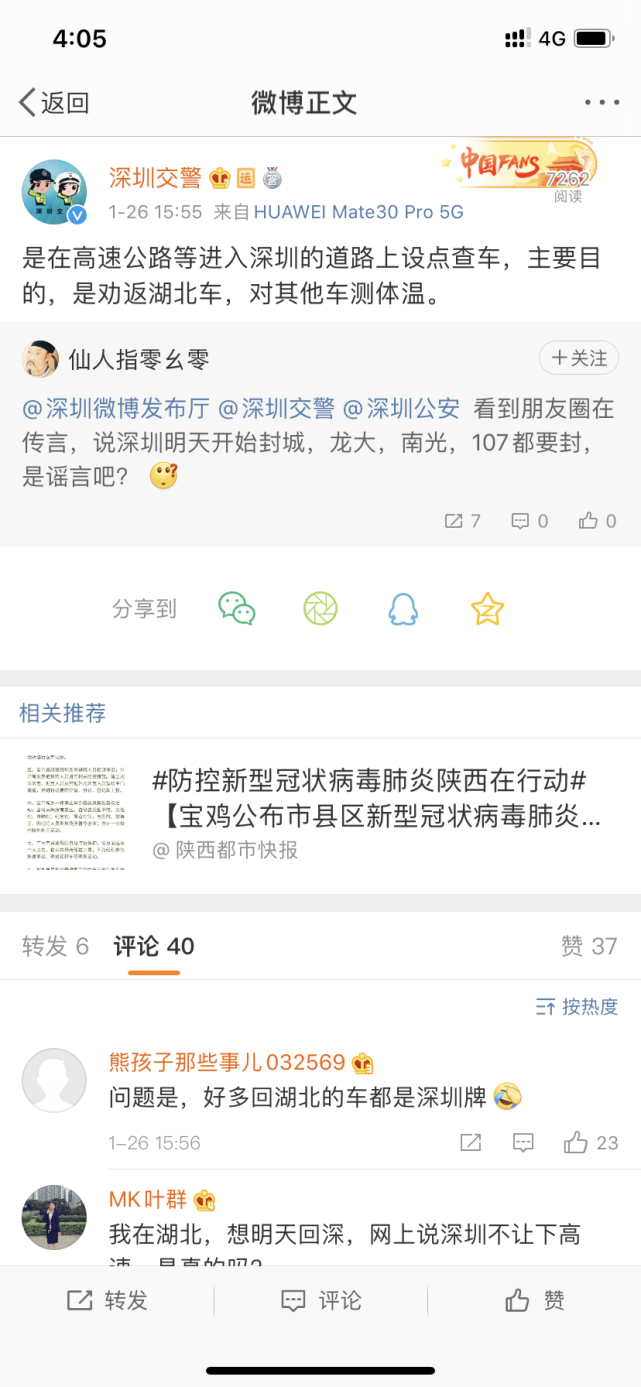 4:05
4G
返回
微博正文
深圳交警
运
中国FANS
7262
阅读
1-26 15:55 来自HUAWEI Mate30 Pro 5G
是在高速公路等进入深圳的道路上设点查车，主要目
的，是劝返湖北车，对其他车测体温。
仙人指零幺零
+关注
@深圳微博发布厅 @深圳交警 @深圳公安 看到朋友圈在
传言，说深圳明天开始封城，龙大，南光，107都要封，
是谣言吧？
7
0
0
分享到
相关推荐
#防控新型冠状病毒肺炎陕西在行动#
【宝鸡公布市县区新型冠状病毒肺炎...
@ 陕西都市快报
转发 6
评论 40
赞 37
按热度
熊孩子那些事儿032569
问题是，好多回湖北的车都是深圳牌
1-26 15:56
23
MK叶群
我在湖北，想明天回深，网上说深圳不让下高
速，是真的吗?
转发
评论
赞